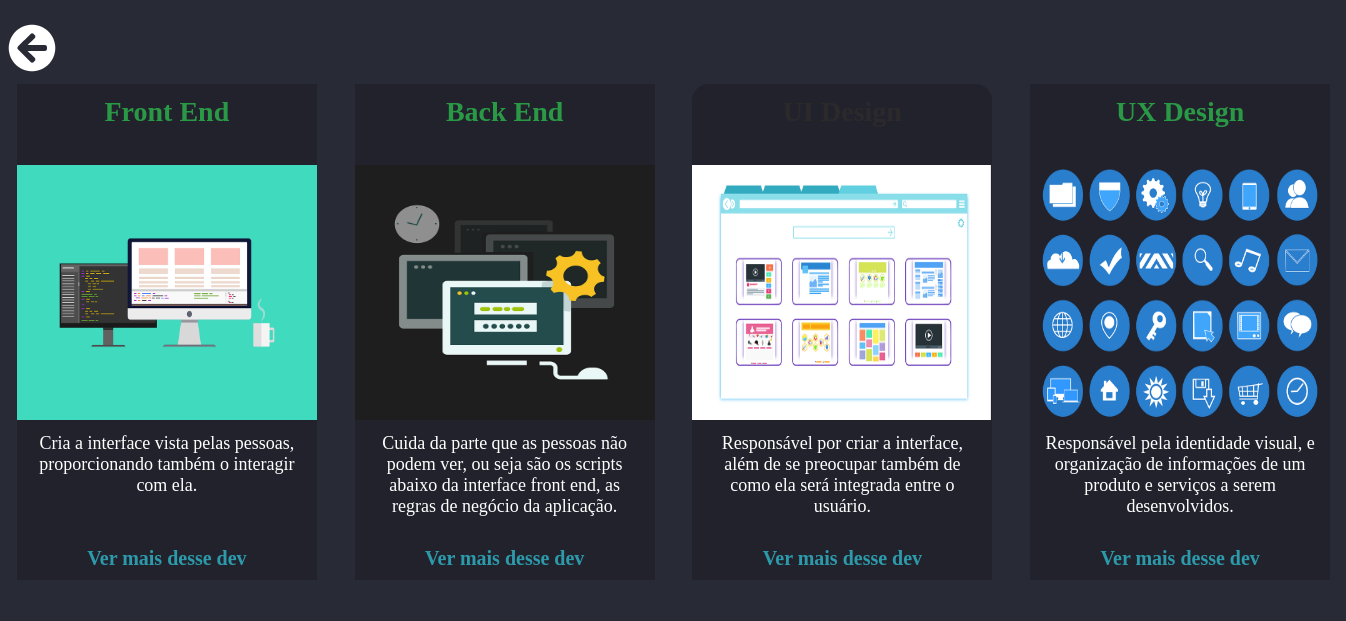 Front End
Cria a interface vista pelas pessoas,
proporcionando também o interagir
com ela.
Ver mais desse dev
Back End
Cuida da parte que as pessoas não
podem ver, ou seja são os scripts
abaixo da interface front end, as
regras de negócio da aplicação.
Ver mais desse dev
UI Design
Responsável por criar a interface,
além de se preocupar também de
como ela será integrada entre o
usuário.
Ver mais desse dev
UX Design
Responsável pela identidade visual, e
organização de informações de um
produto e serviços a serem
desenvolvidos.
Ver mais desse dev